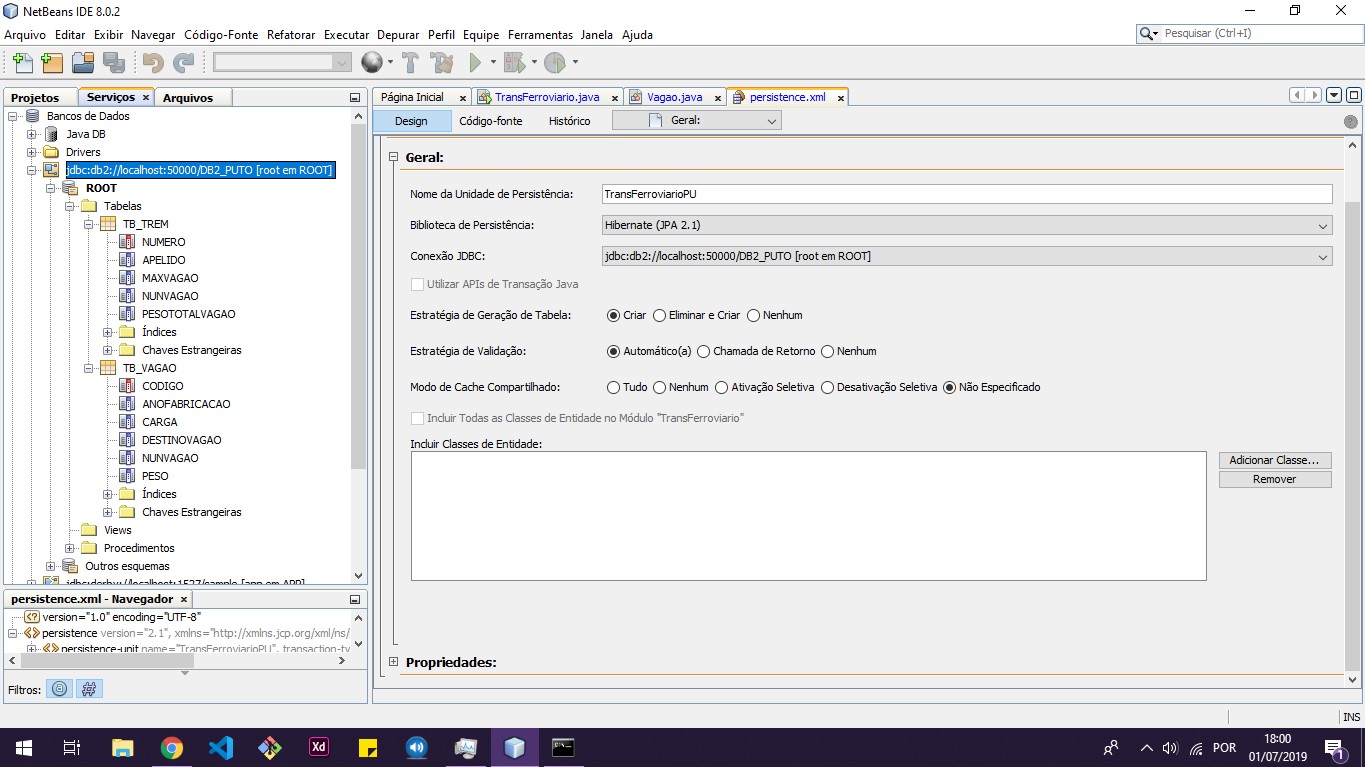 NetBeans IDE 8.0.2
Arquivo Editar Exibir Navegar Código-Fonte Refatorar Executar Depurar Perfil Equipe Ferramentas Janela Ajuda
Pesquisar (Ctrl+I)
Projetos Serviços Arquivos
Bancos de Dados
Java DB
Drivers
jdbc:db2://localhost:50000/DB2_PUTO [root em ROOT]
ROOT
Tabelas
TB_TREM
NUMERO
APELIDO
MAXVAGAO
NUNVAGAO
PESOTOTALVAGAO
Índices
Chaves Estrangeiras
TB_VAGAO
CODIGO
ANOFABRICACAO
CARGA
DESTINOVAGAO
NUNVAGAO
PESO
Índices
Chaves Estrangeiras
Views
Procedimentos
Outros esquemas
jdbc:derby://localhost:1527/sample [app em APP]
persistence.xml - Navegador
version="1.0" encoding="UTF-8"
persistence version="2.1", xmlns="http://xmlns.jcp.org/xml/ns/
persistence-unit name="TransFerroviarioPU", transaction-ty
Filtros:
Página Inicial TransFerroviario.java Vagao.java persistence.xml
Design Código-fonte Histórico Geral:
Geral:
Nome da Unidade de Persistência: TransFerroviarioPU
Biblioteca de Persistência: Hibernate (JPA 2.1)
Conexão JDBC: jdbc:db2://localhost:50000/DB2_PUTO [root em ROOT]
Utilizar APIs de Transação Java
Estratégia de Geração de Tabela: Criar Eliminar e Criar Nenhum
Estratégia de Validação: Automático(a) Chamada de Retorno Nenhum
Modo de Cache Compartilhado: Tudo Nenhum Ativação Seletiva Desativação Seletiva Não Especificado
Incluir Todas as Classes de Entidade no Módulo "TransFerroviario"
Incluir Classes de Entidade:
Adicionar Classe...
Remover
Propriedades:
INS
Xd
POR
18:00
01/07/2019
1